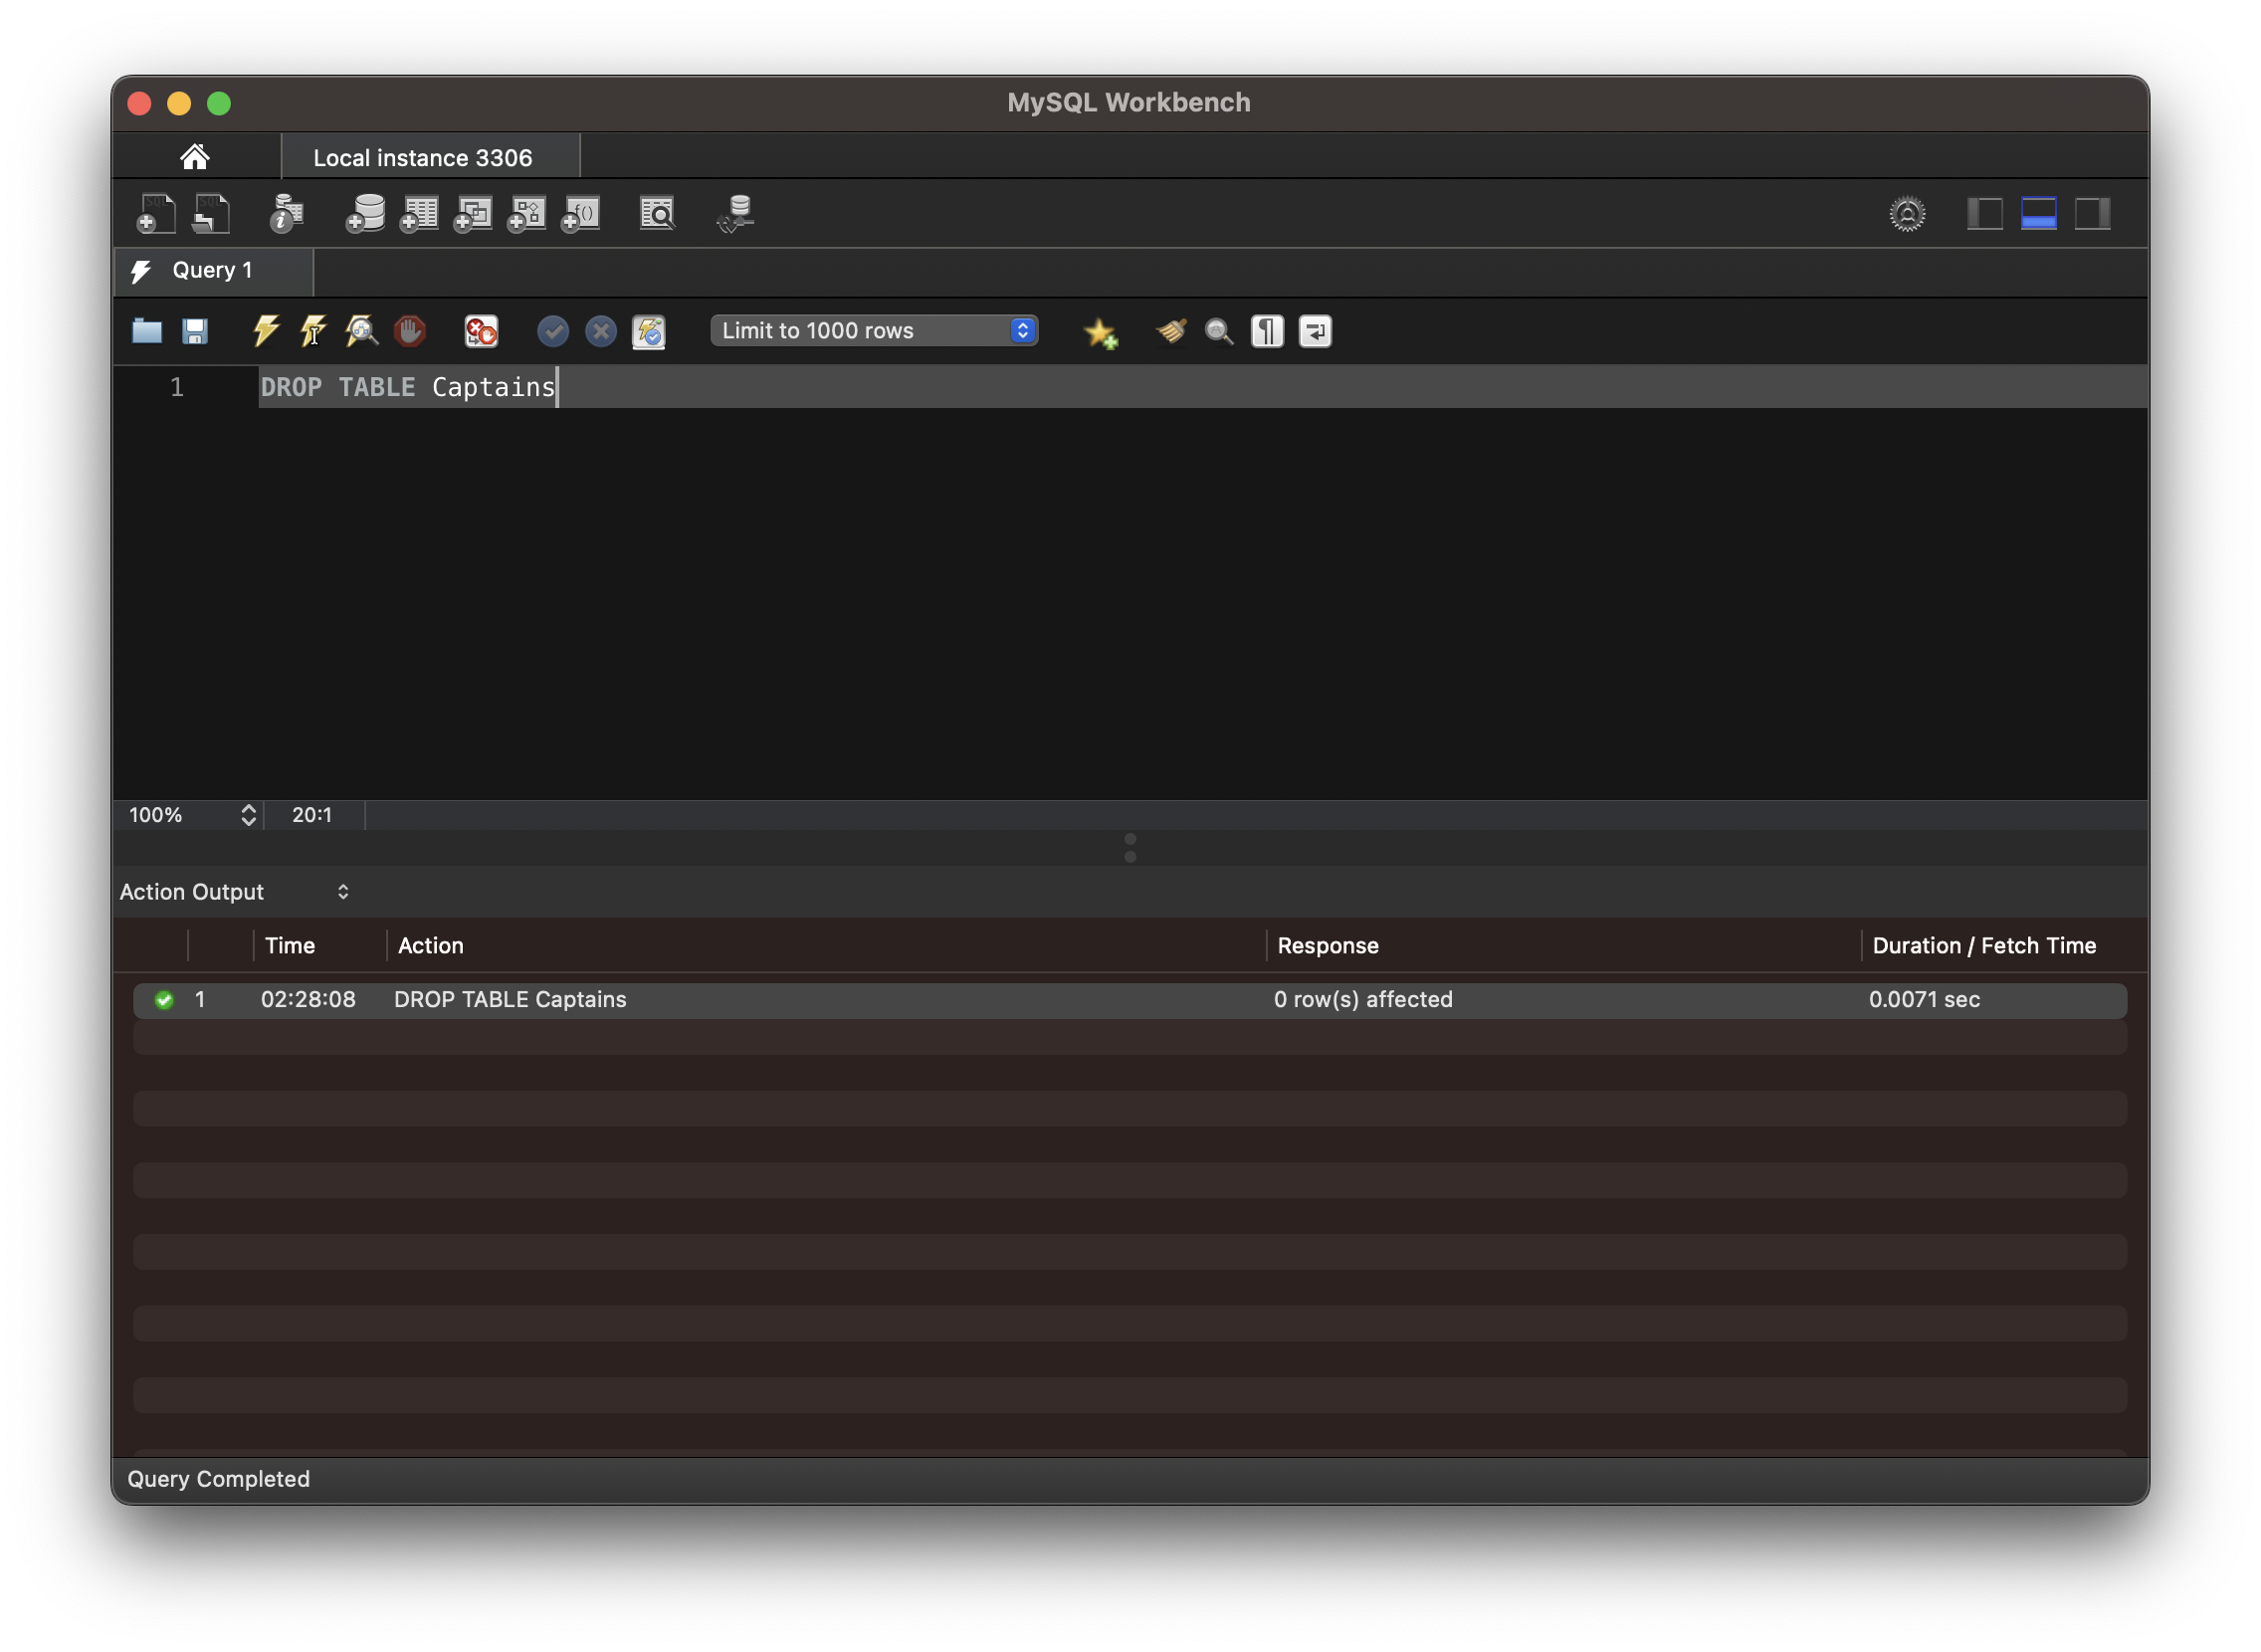 MySQL Workbench
Local instance 3306
Query 1
Limit to 1000 rows
1 DROP TABLE Captains
100% 20:1
Action Output
Time Action Response Duration / Fetch Time
1 02:28:08 DROP TABLE Captains 0 row(s) affected 0.0071 sec
Query Completed